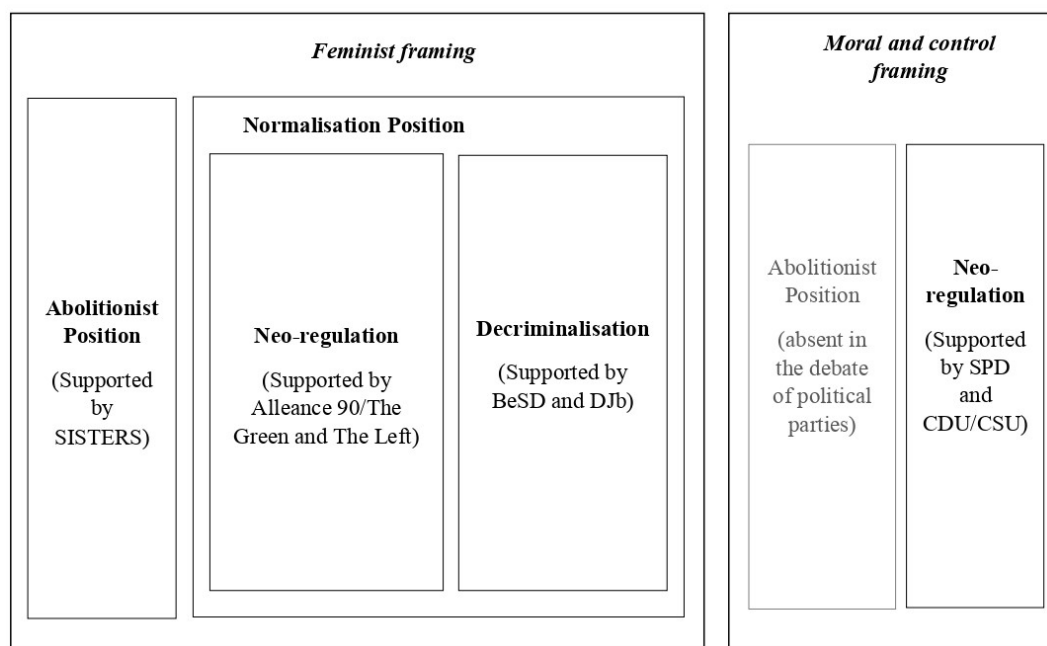 Feminist framing
Abolitionist
Position
(Supported
by
SISTERS)
Normalisation Position
Neo-regulation
(Supported by
Alleance 90/The
Green and The Left)
Decriminalisation
(Supported by
BeSD and DJb)
Moral and control
framing
Abolitionist
Position
(absent in
the debate
of political
parties)
Neo-
regulation
(Supported
by SPD
and
CDU/CSU)